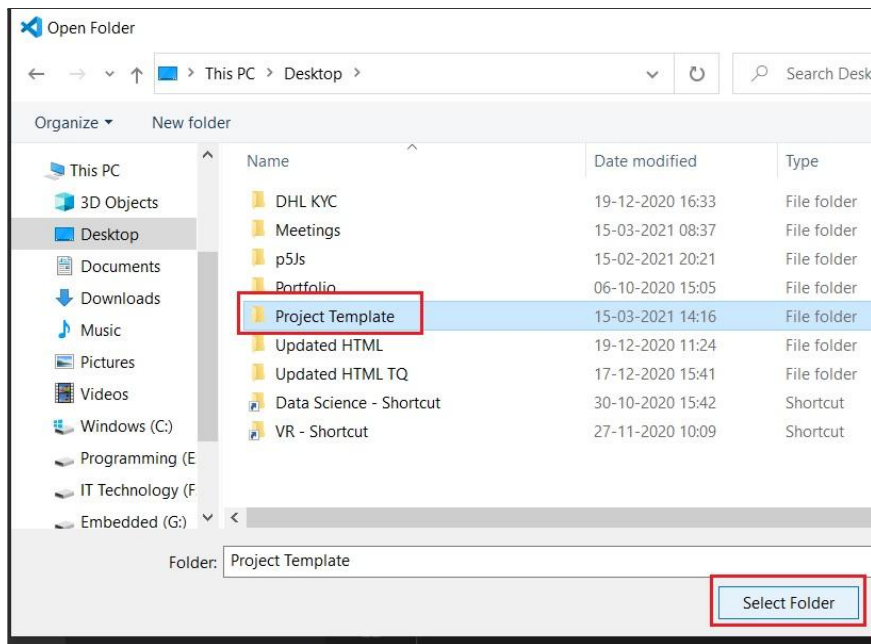 Open Folder
This PC > Desktop >
Search Desk
Organize
New folder
This PC
3D Objects
Desktop
Documents
Downloads
Music
Pictures
Videos
Windows (C:)
Programming (E
IT Technology (F
Embedded (G:)
Name Date modified Type
DHL KYC 19-12-2020 16:33 File folder
Meetings 15-03-2021 08:37 File folder
p5Js 15-02-2021 20:21 File folder
Portfolio 06-10-2020 15:05 File folder
Project Template 15-03-2021 14:16 File folder
Updated HTML 19-12-2020 11:24 File folder
Updated HTML TQ 17-12-2020 15:41 File folder
Data Science - Shortcut 30-10-2020 15:42 Shortcut
VR - Shortcut 27-11-2020 10:09 Shortcut
Folder: Project Template
Select Folder